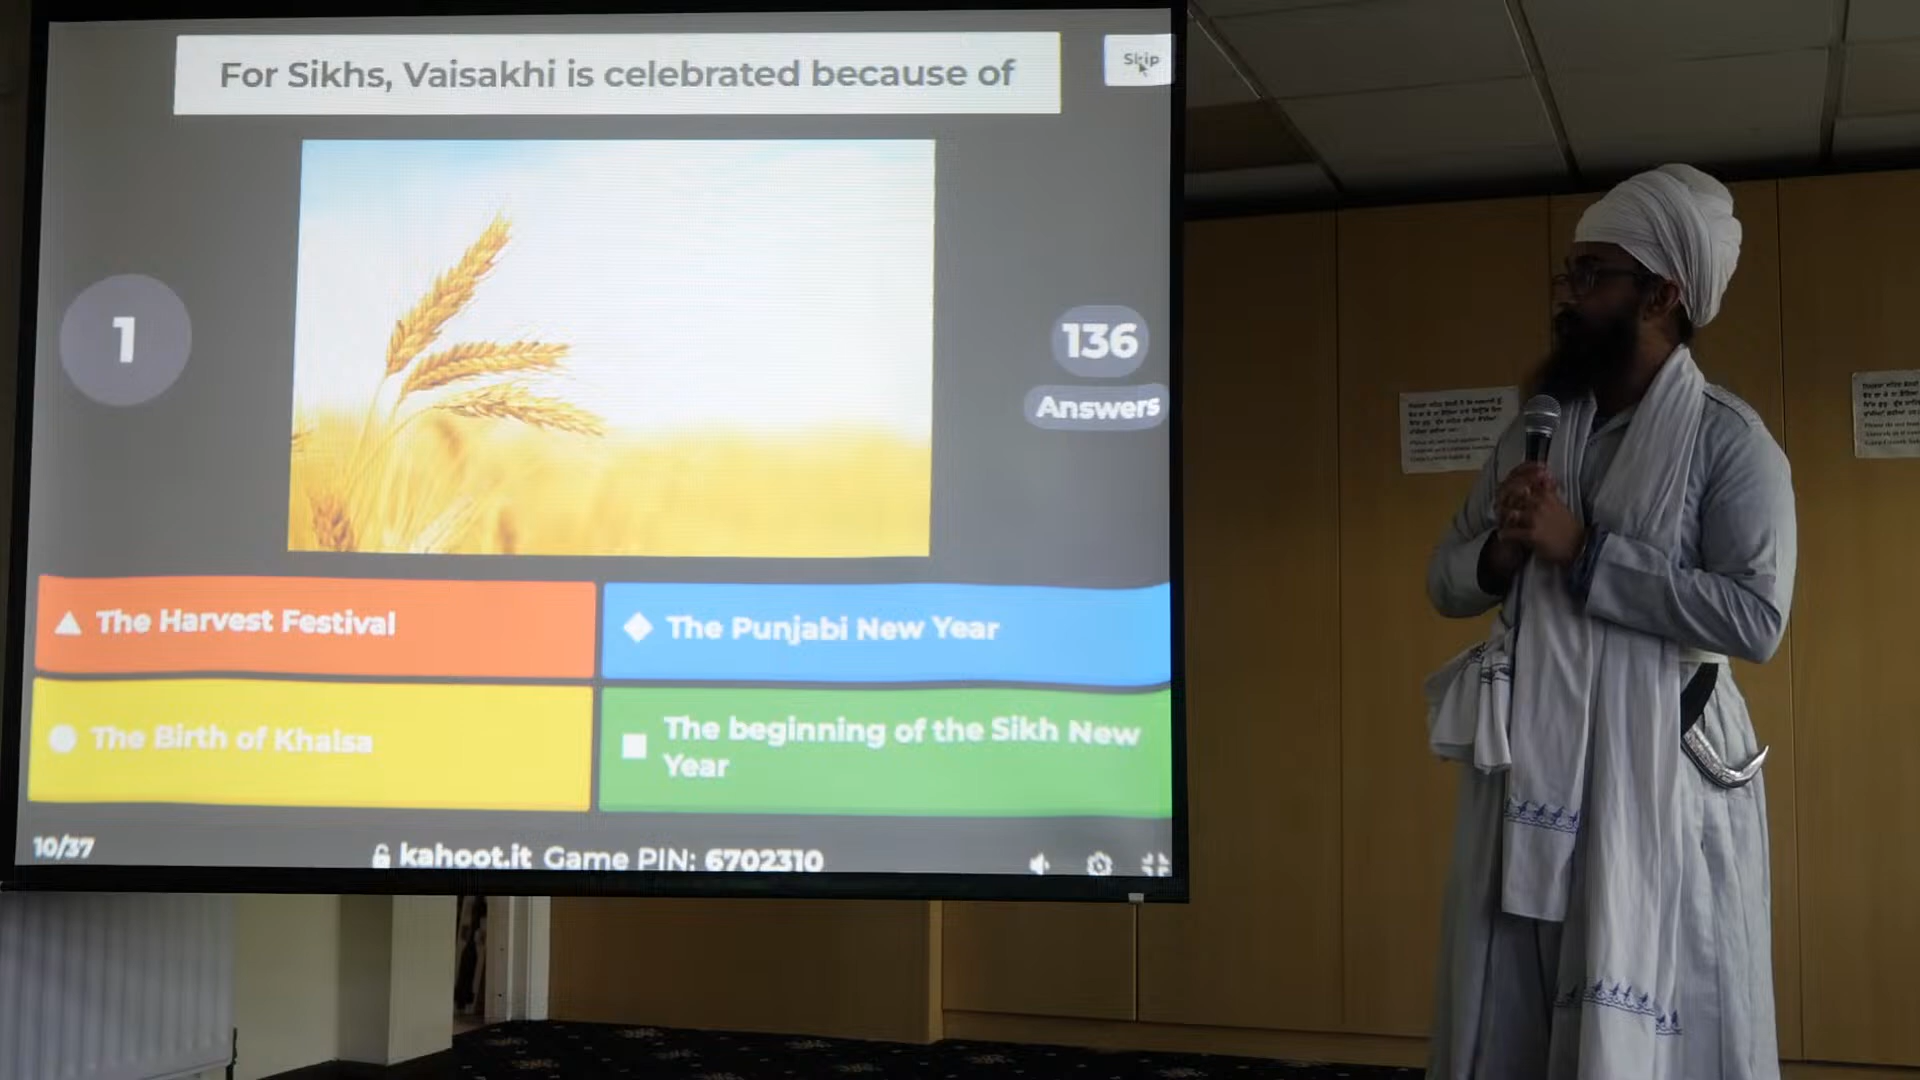 For Sikhs, Vaisakhi is celebrated because of
Skip
1
136
Answers
The Harvest Festival
The Punjabi New Year
The Birth of Khalsa
The beginning of the Sikh New
Year
10/37
kahoot.it Game PIN: 6702310